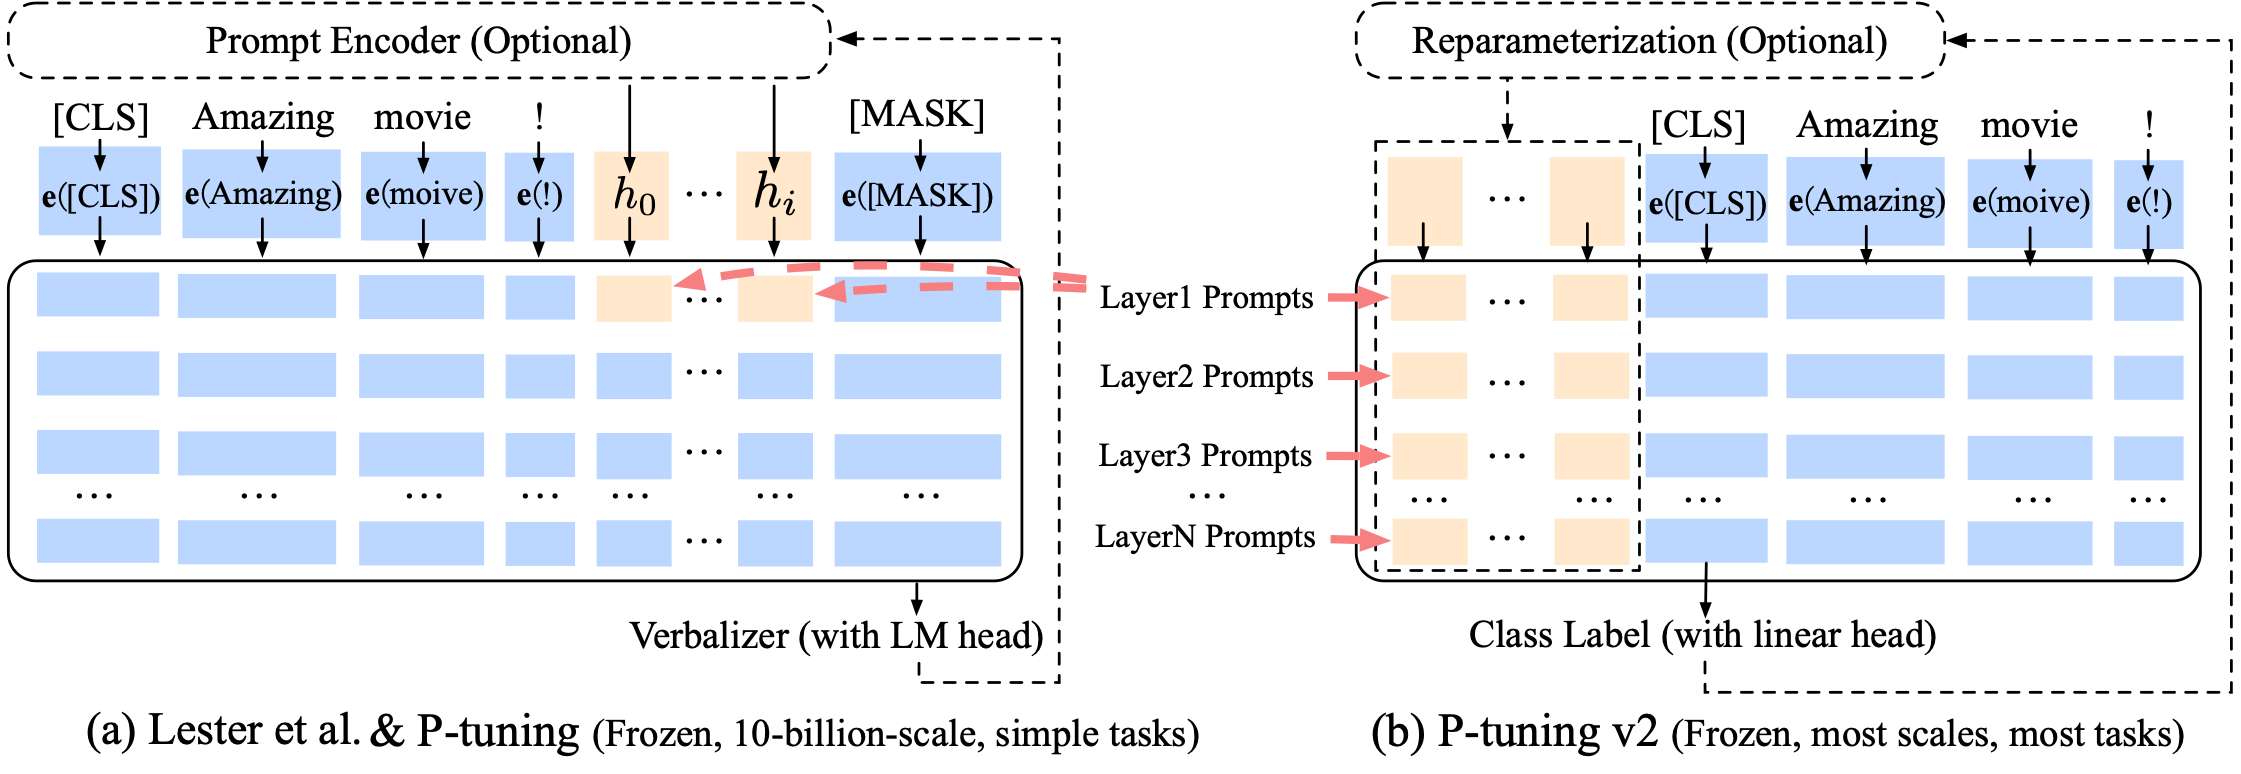 Prompt Encoder (Optional)
[CLS] Amazing movie ! [MASK]
e([CLS]) e(Amazing) e(moive) e(!) h0 ... hi e([MASK])
...
...
...
... ... ... ... ... ... ...
...
Verbalizer (with LM head)
(a) Lester et al. & P-tuning (Frozen, 10-billion-scale, simple tasks)
Layer1 Prompts
Layer2 Prompts
Layer3 Prompts
...
LayerN Prompts
Reparameterization (Optional)
[CLS] Amazing movie !
... e([CLS]) e(Amazing) e(moive) e(!)
...
...
...
... ... ... ... ... ...
...
Class Label (with linear head)
(b) P-tuning v2 (Frozen, most scales, most tasks)